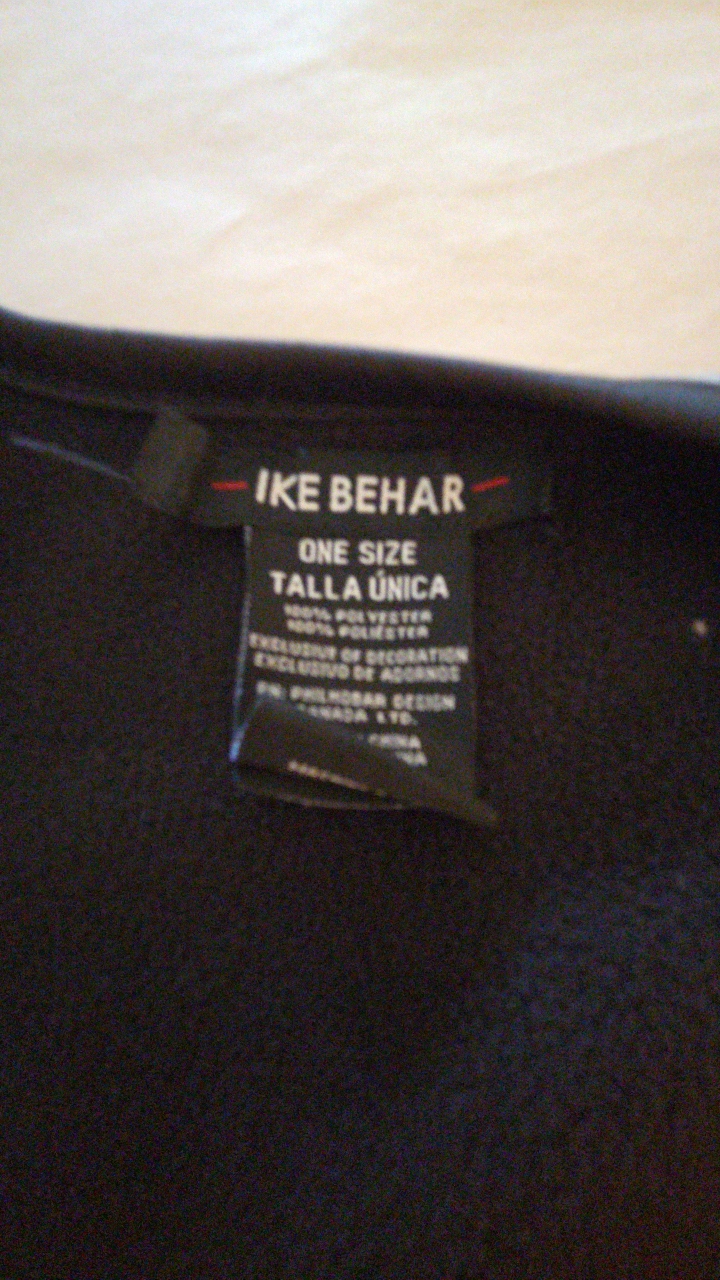 IKE BEHAR
ONE SIZE
TALLA ÚNICA
100% POLYESTER
100% POLIÉSTER
EXCLUSIVE OF DECORATION
EXCLUSIVO DE ADORNOS
PHILMOBAR DESIGN
CANADA LTD.
CHINA